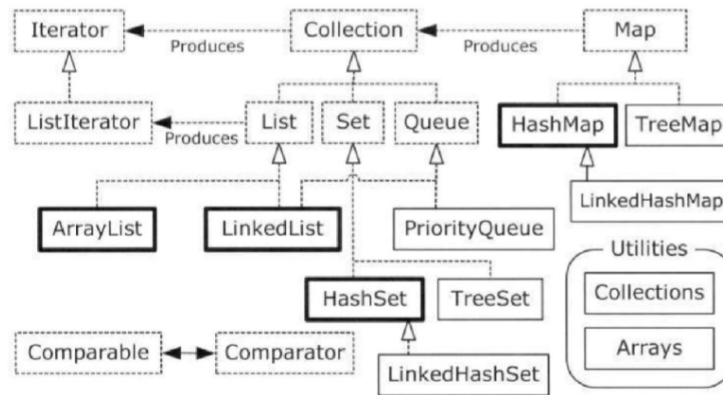 Iterator
Collection
Map
Produces
Produces
ListIterator
Produces
List
Set
Queue
HashMap
TreeMap
ArrayList
LinkedList
PriorityQueue
LinkedHashMap
Utilities
Collections
HashSet
TreeSet
Comparable
Comparator
Arrays
LinkedHashSet